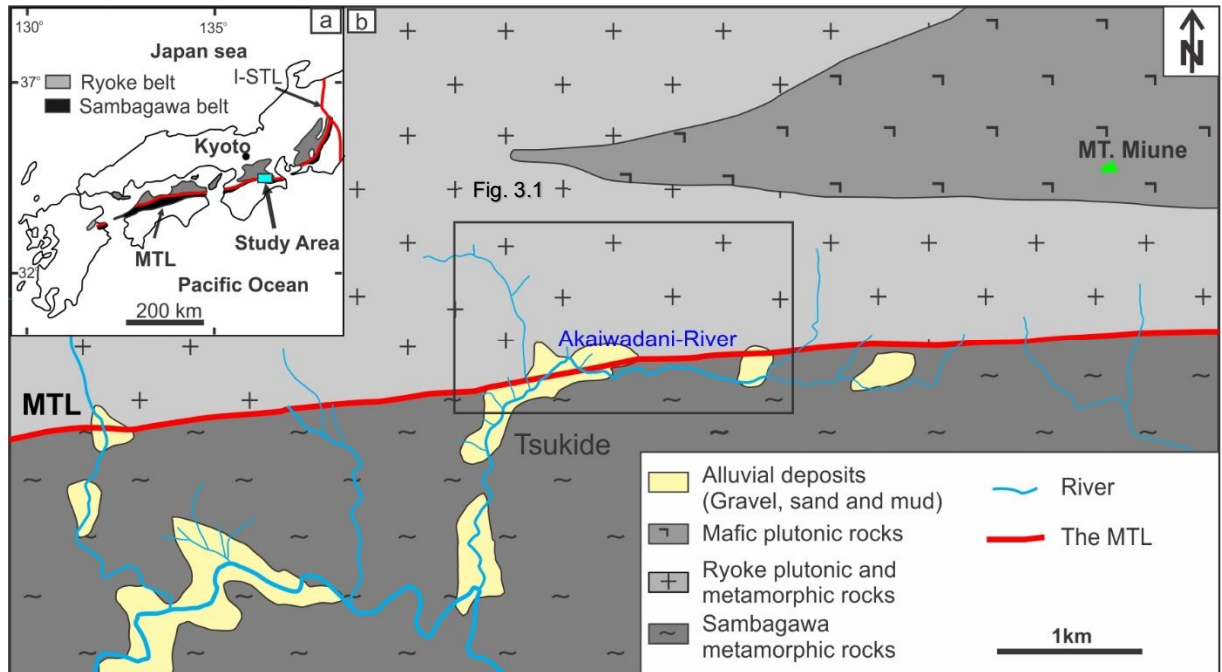 130°
135°
a
Japan sea
I-STL
37°
Ryoke belt
Sambagawa belt
Kyoto
Study Area
MTL
32°
Pacific Ocean
200 km
b
N
MT. Miune
Fig. 3.1
Akaiwadani-River
MTL
Tsukide
Alluvial deposits
(Gravel, sand and mud)
River
Mafic plutonic rocks
The MTL
Ryoke plutonic and
metamorphic rocks
Sambagawa
metamorphic rocks
1km